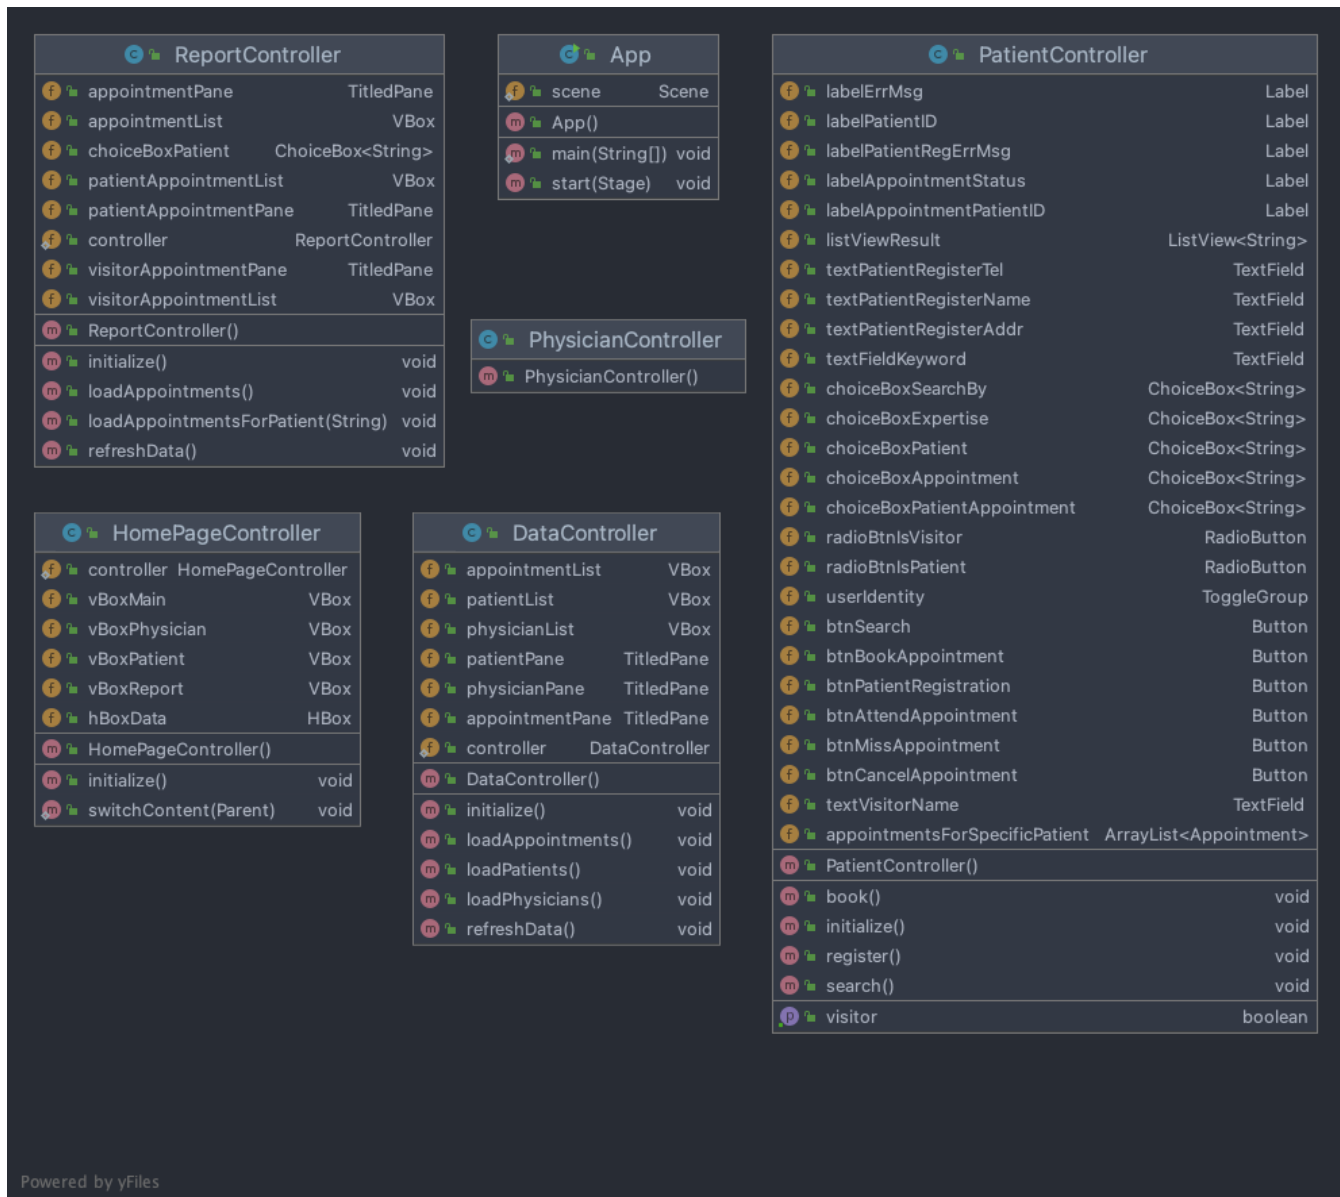 ReportController
appointmentPane TitledPane
appointmentList VBox
choiceBoxPatient ChoiceBox<String>
patientAppointmentList VBox
patientAppointmentPane TitledPane
controller ReportController
visitorAppointmentPane TitledPane
visitorAppointmentList VBox
ReportController()
initialize() void
loadAppointments() void
loadAppointmentsForPatient(String) void
refreshData() void
App
scene Scene
App()
main(String[]) void
start(Stage) void
PhysicianController
PhysicianController()
HomePageController
controller HomePageController
vBoxMain VBox
vBoxPhysician VBox
vBoxPatient VBox
vBoxReport VBox
hBoxData HBox
HomePageController()
initialize() void
switchContent(Parent) void
DataController
appointmentList VBox
patientList VBox
physicianList VBox
patientPane TitledPane
physicianPane TitledPane
appointmentPane TitledPane
controller DataController
DataController()
initialize() void
loadAppointments() void
loadPatients() void
loadPhysicians() void
refreshData() void
PatientController
labelErrMsg Label
labelPatientID Label
labelPatientRegErrMsg Label
labelAppointmentStatus Label
labelAppointmentPatientID Label
listViewResult ListView<String>
textPatientRegisterTel TextField
textPatientRegisterName TextField
textPatientRegisterAddr TextField
textFieldKeyword TextField
choiceBoxSearchBy ChoiceBox<String>
choiceBoxExpertise ChoiceBox<String>
choiceBoxPatient ChoiceBox<String>
choiceBoxAppointment ChoiceBox<String>
choiceBoxPatientAppointment ChoiceBox<String>
radioBtnIsVisitor RadioButton
radioBtnIsPatient RadioButton
userIdentity ToggleGroup
btnSearch Button
btnBookAppointment Button
btnPatientRegistration Button
btnAttendAppointment Button
btnMissAppointment Button
btnCancelAppointment Button
textVisitorName TextField
appointmentsForSpecificPatient ArrayList<Appointment>
PatientController()
book() void
initialize() void
register() void
search() void
visitor boolean
Powered by yFiles